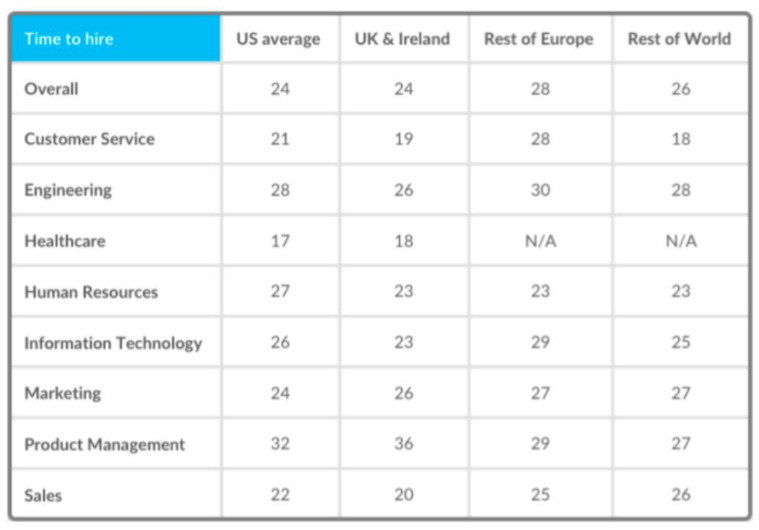 Time to hire US average UK & Ireland Rest of Europe Rest of World
Overall 24 24 28 26
Customer Service 21 19 28 18
Engineering 28 26 30 28
Healthcare 17 18 N/A N/A
Human Resources 27 23 23 23
Information Technology 26 23 29 25
Marketing 24 26 27 27
Product Management 32 36 29 27
Sales 22 20 25 26